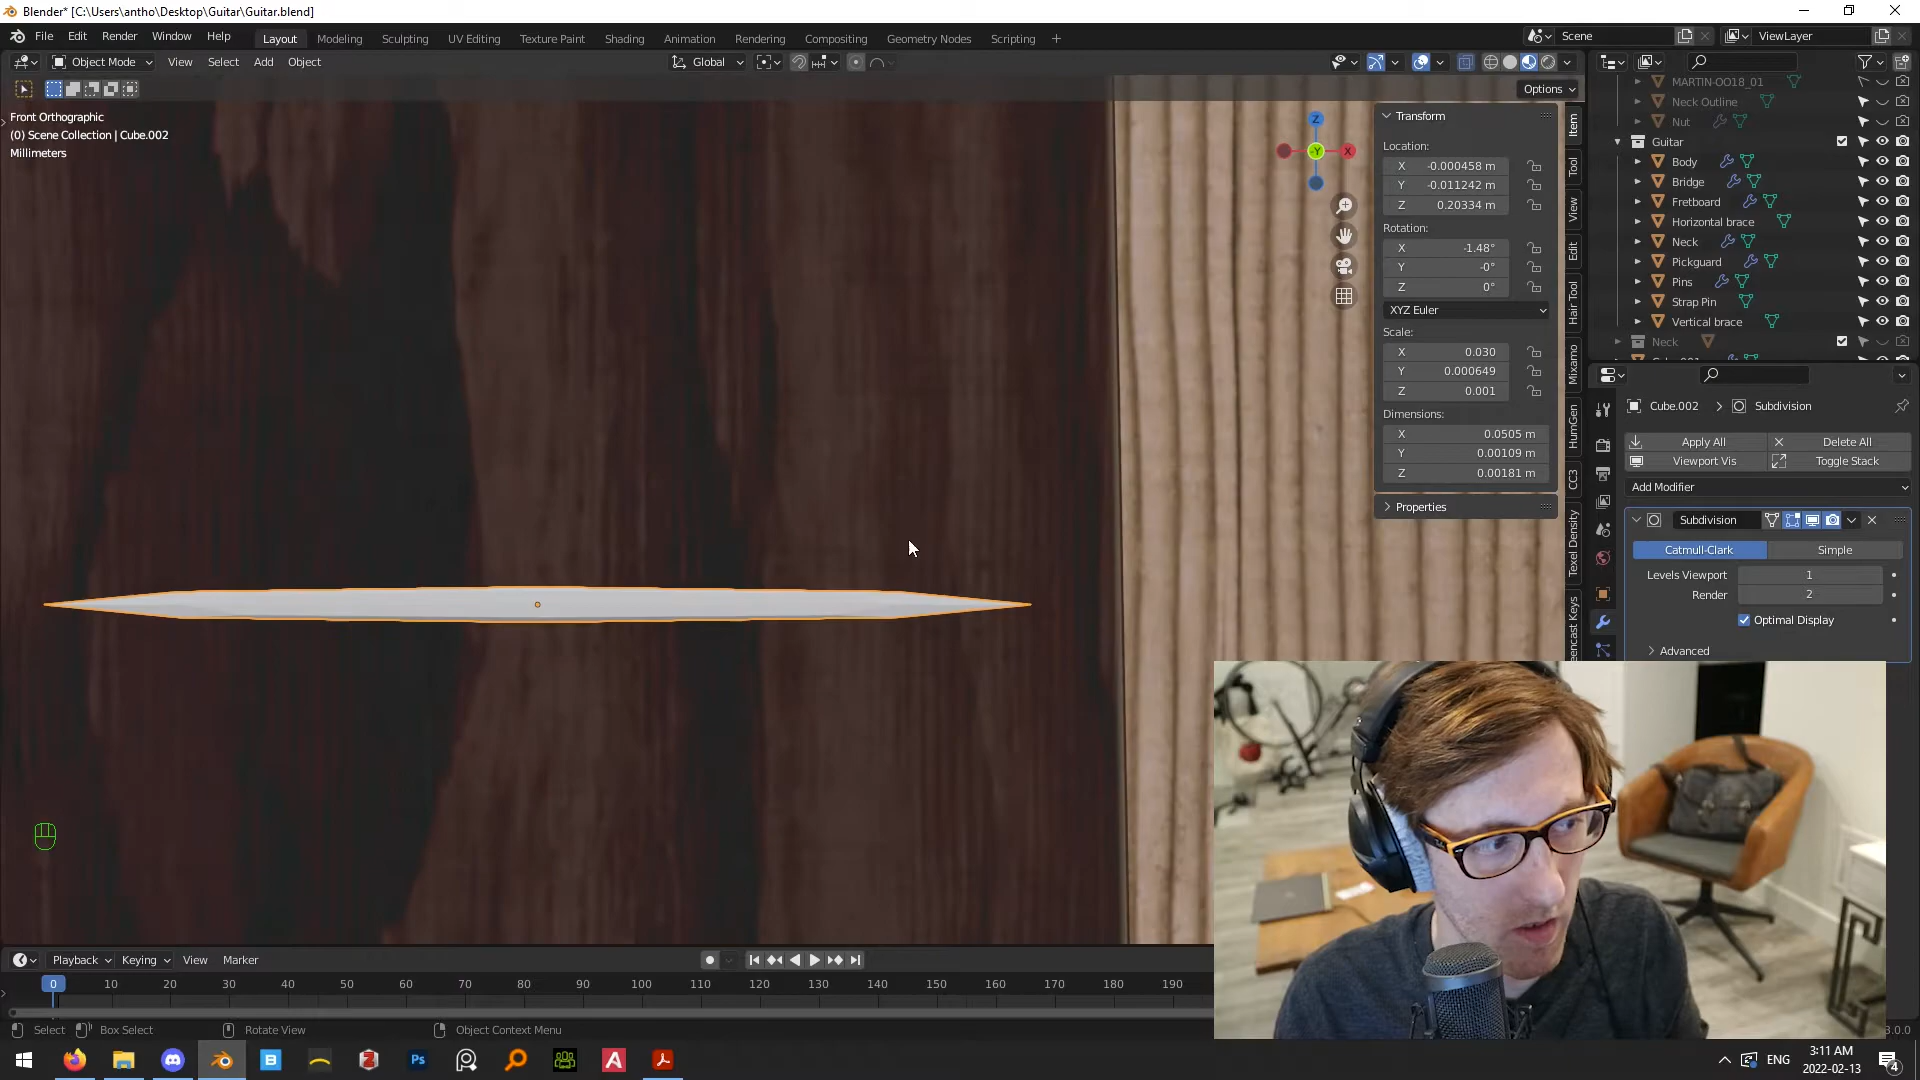 Blender* [C:\Users\antho\Desktop\Guitar\Guitar.blend]
File Edit Render Window Help Layout Modeling Sculpting UV Editing Texture Paint Shading Animation Rendering Compositing Geometry Nodes Scripting + Scene ViewLayer
Object Mode View Select Add Object Global
Options
Front Orthographic
(0) Scene Collection | Cube.002
Millimeters
Z
Y
X
Transform
Location:
X -0.000458 m
Y -0.011242 m
Z 0.20334 m
Rotation:
X -1.48°
Y -0°
Z 0°
XYZ Euler
Scale:
X 0.030
Y 0.000649
Z 0.001
Dimensions:
X 0.0505 m
Y 0.00109 m
Z 0.00181 m
Properties
Item
Tool
View
Edit
Hair Tool
Mixamo
HumGen
CC3
Texel Density
eencast Keys
MARTIN-OO18_01
Neck Outline
Nut
Guitar
Body
Bridge
Fretboard
Horizontal brace
Neck
Pickguard
Pins
Strap Pin
Vertical brace
Neck
Cube.002 > Subdivision
Apply All Delete All
Viewport Vis Toggle Stack
Add Modifier
Subdivision
Catmull-Clark Simple
Levels Viewport 1
Render 2
Optimal Display
Advanced
Playback Keying View Marker
0 10 20 30 40 50 60 70 80 90 100 110 120 130 140 150 160 170 180 190
Select Box Select Rotate View Object Context Menu
3.0.0
ENG
3:11 AM
2022-02-13
4